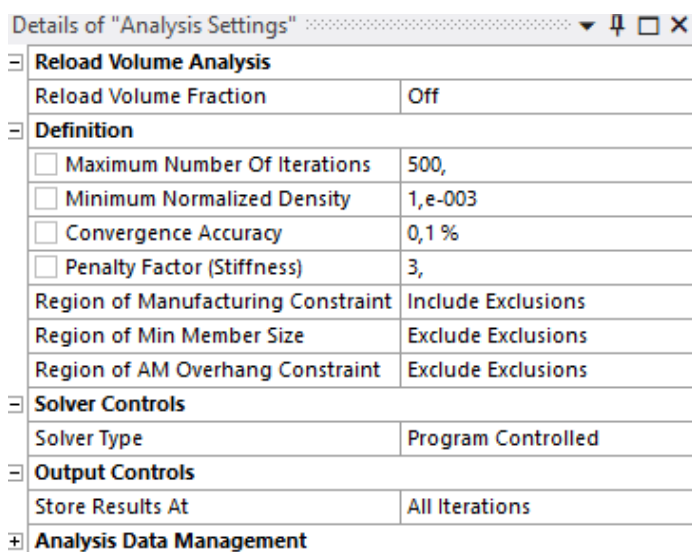 Details of "Analysis Settings"
Reload Volume Analysis
Reload Volume Fraction Off
Definition
Maximum Number Of Iterations 500,
Minimum Normalized Density 1,e-003
Convergence Accuracy 0,1 %
Penalty Factor (Stiffness) 3,
Region of Manufacturing Constraint Include Exclusions
Region of Min Member Size Exclude Exclusions
Region of AM Overhang Constraint Exclude Exclusions
Solver Controls
Solver Type Program Controlled
Output Controls
Store Results At All Iterations
Analysis Data Management